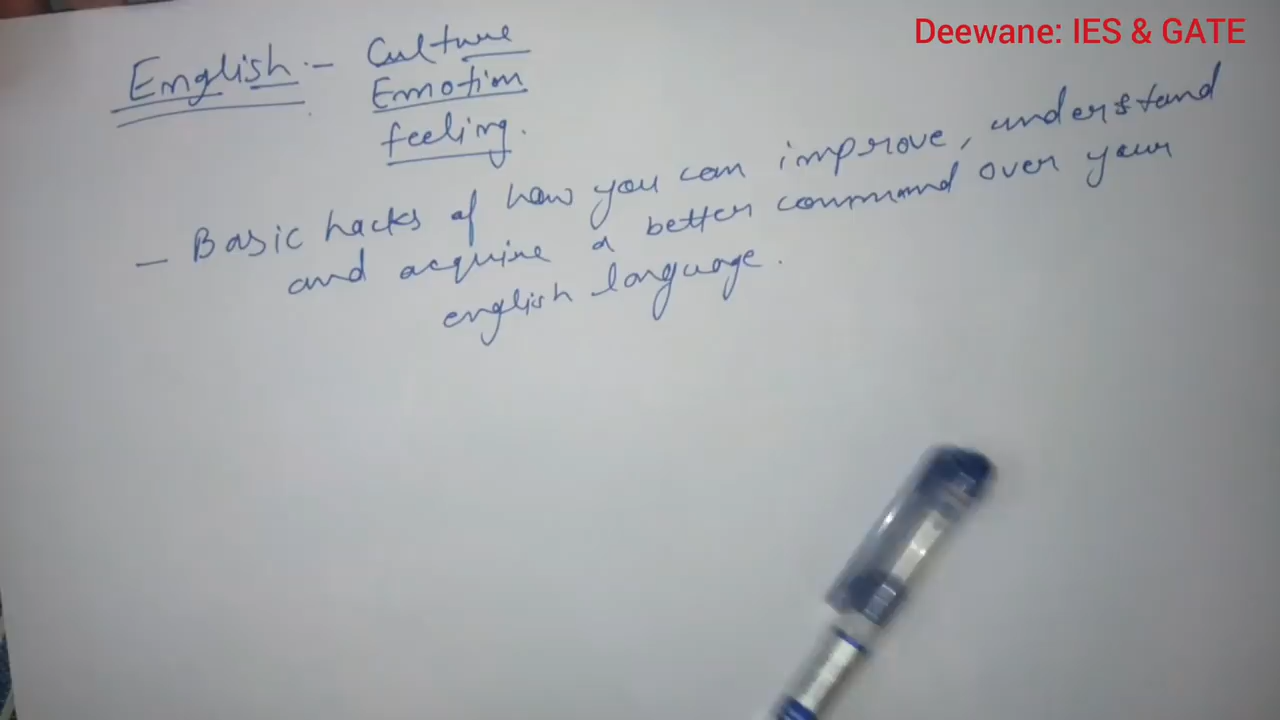 Deewane: IES & GATE
English :- Culture
Emotion
feeling.
- Basic hacks of how you can improve, understand
and acquire a better command over your
english language.